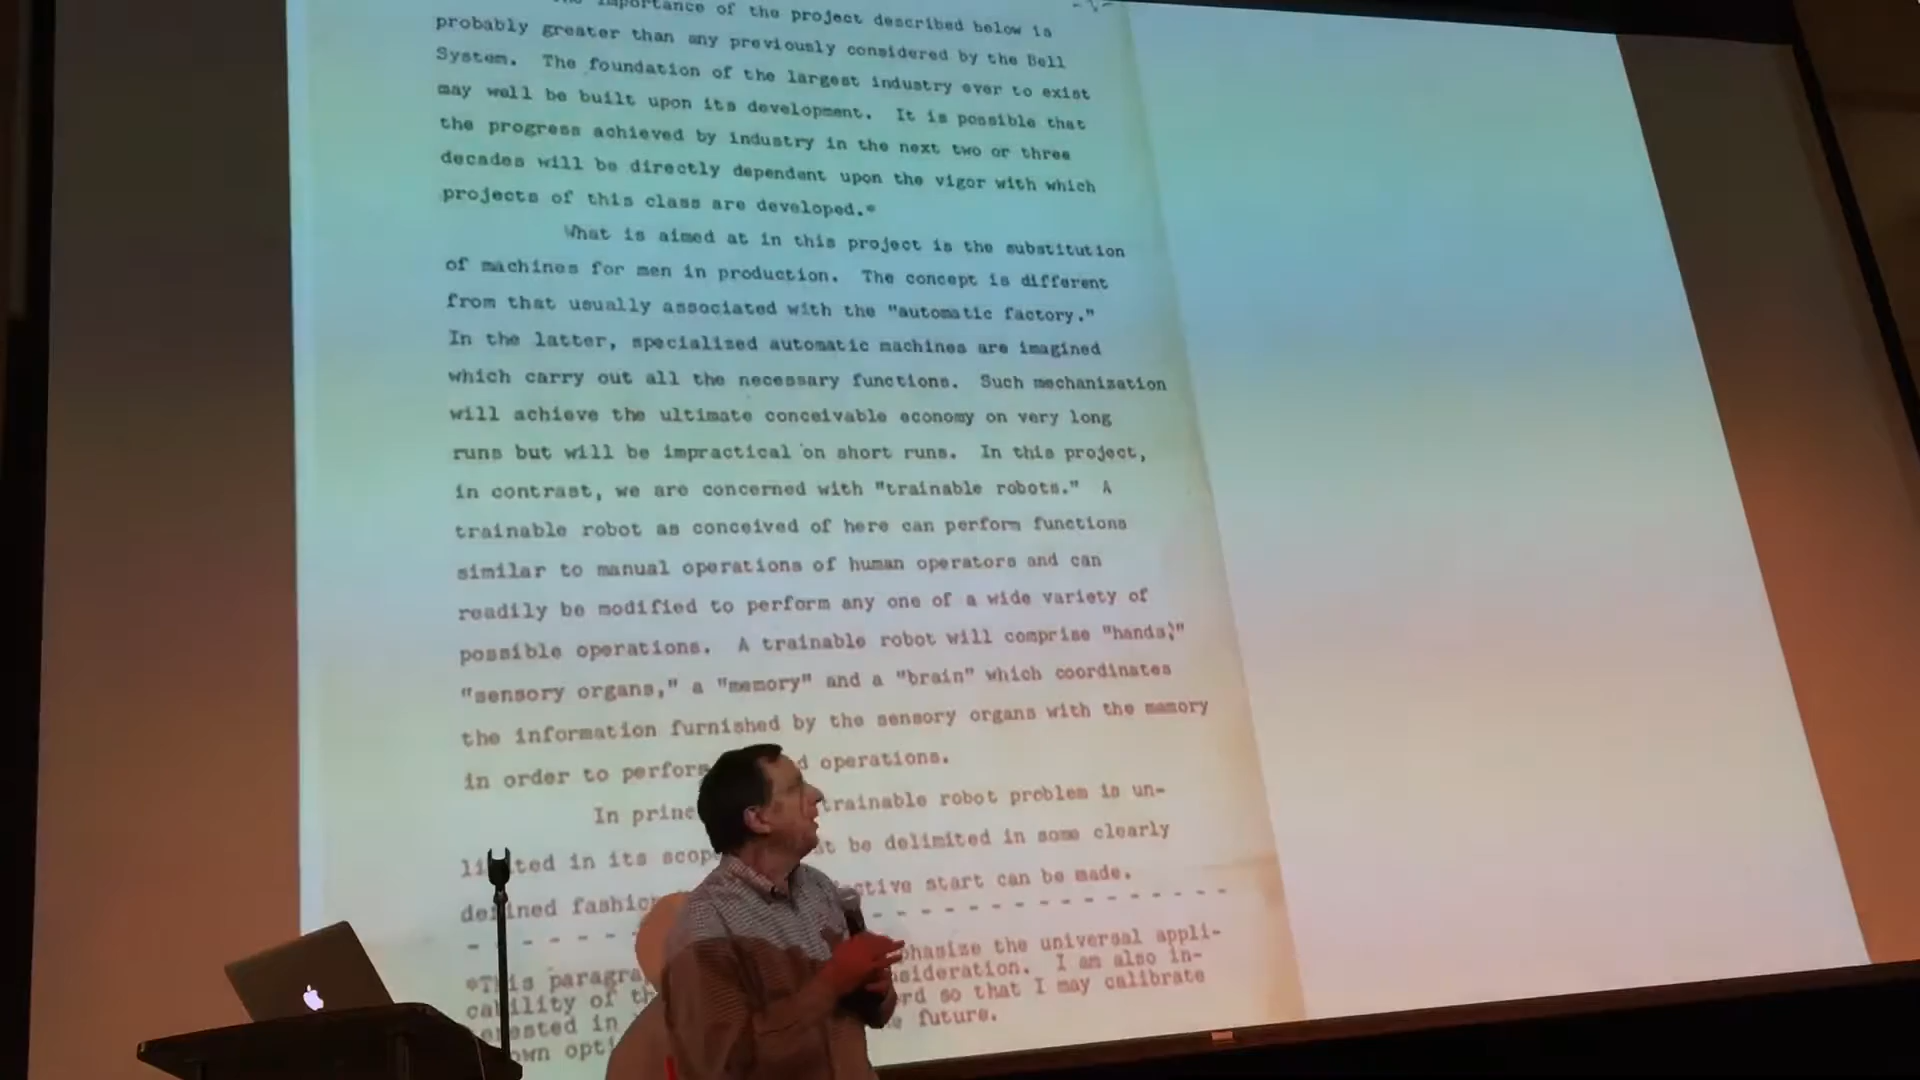 importance of the project described below is
probably greater than any previously considered by the Bell
System. The foundation of the largest industry ever to exist
may well be built upon its development. It is possible that
the progress achieved by industry in the next two or three
decades will be directly dependent upon the vigor with which
projects of this class are developed.*
What is aimed at in this project is the substitution
of machines for men in production. The concept is different
from that usually associated with the "automatic factory."
In the latter, specialized automatic machines are imagined
which carry out all the necessary functions. Such mechanization
will achieve the ultimate conceivable economy on very long
runs but will be impractical on short runs. In this project,
in contrast, we are concerned with "trainable robots." A
trainable robot as conceived of here can perform functions
similar to manual operations of human operators and can
readily be modified to perform any one of a wide variety of
possible operations. A trainable robot will comprise "hands,"
"sensory organs," a "memory" and a "brain" which coordinates
the information furnished by the sensory organs with the memory
in order to perform operations.
In trainable robot problem is un-
in its be delimited in some clearly
start can be made.
the universal appli-
*This I am also in-
of so that I may calibrate
in future.
own